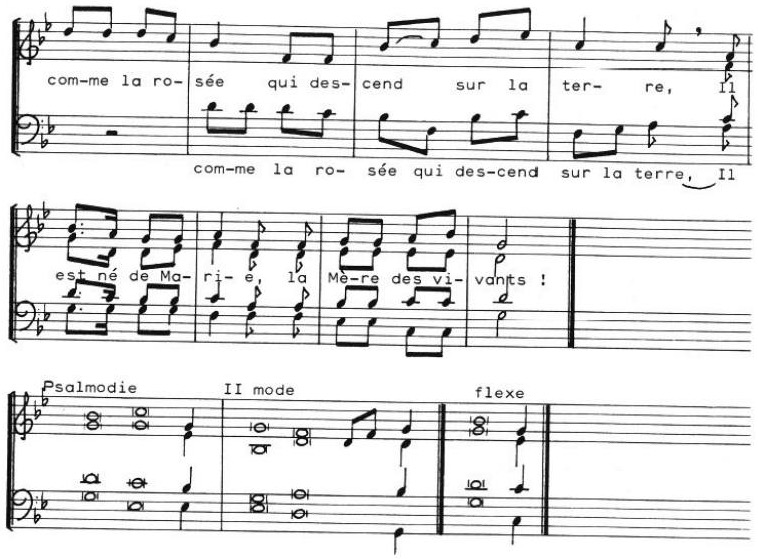 com-me la ro- sée qui des-cend sur la ter- re, Il
com-me la ro- sée qui des-cend sur la terre, Il
est né de Ma-ri-e, la Mè-re des vi-vants !
Psalmodie II mode flexe